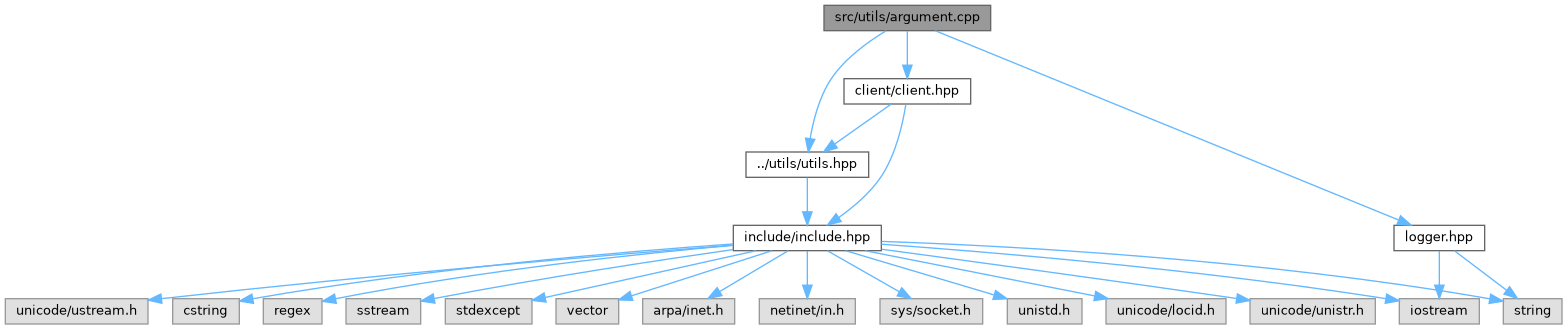 src/utils/argument.cpp
client/client.hpp
../utils/utils.hpp
include/include.hpp
logger.hpp
unicode/ustream.h
cstring
regex
sstream
stdexcept
vector
arpa/inet.h
netinet/in.h
sys/socket.h
unistd.h
unicode/locid.h
unicode/unistr.h
iostream
string